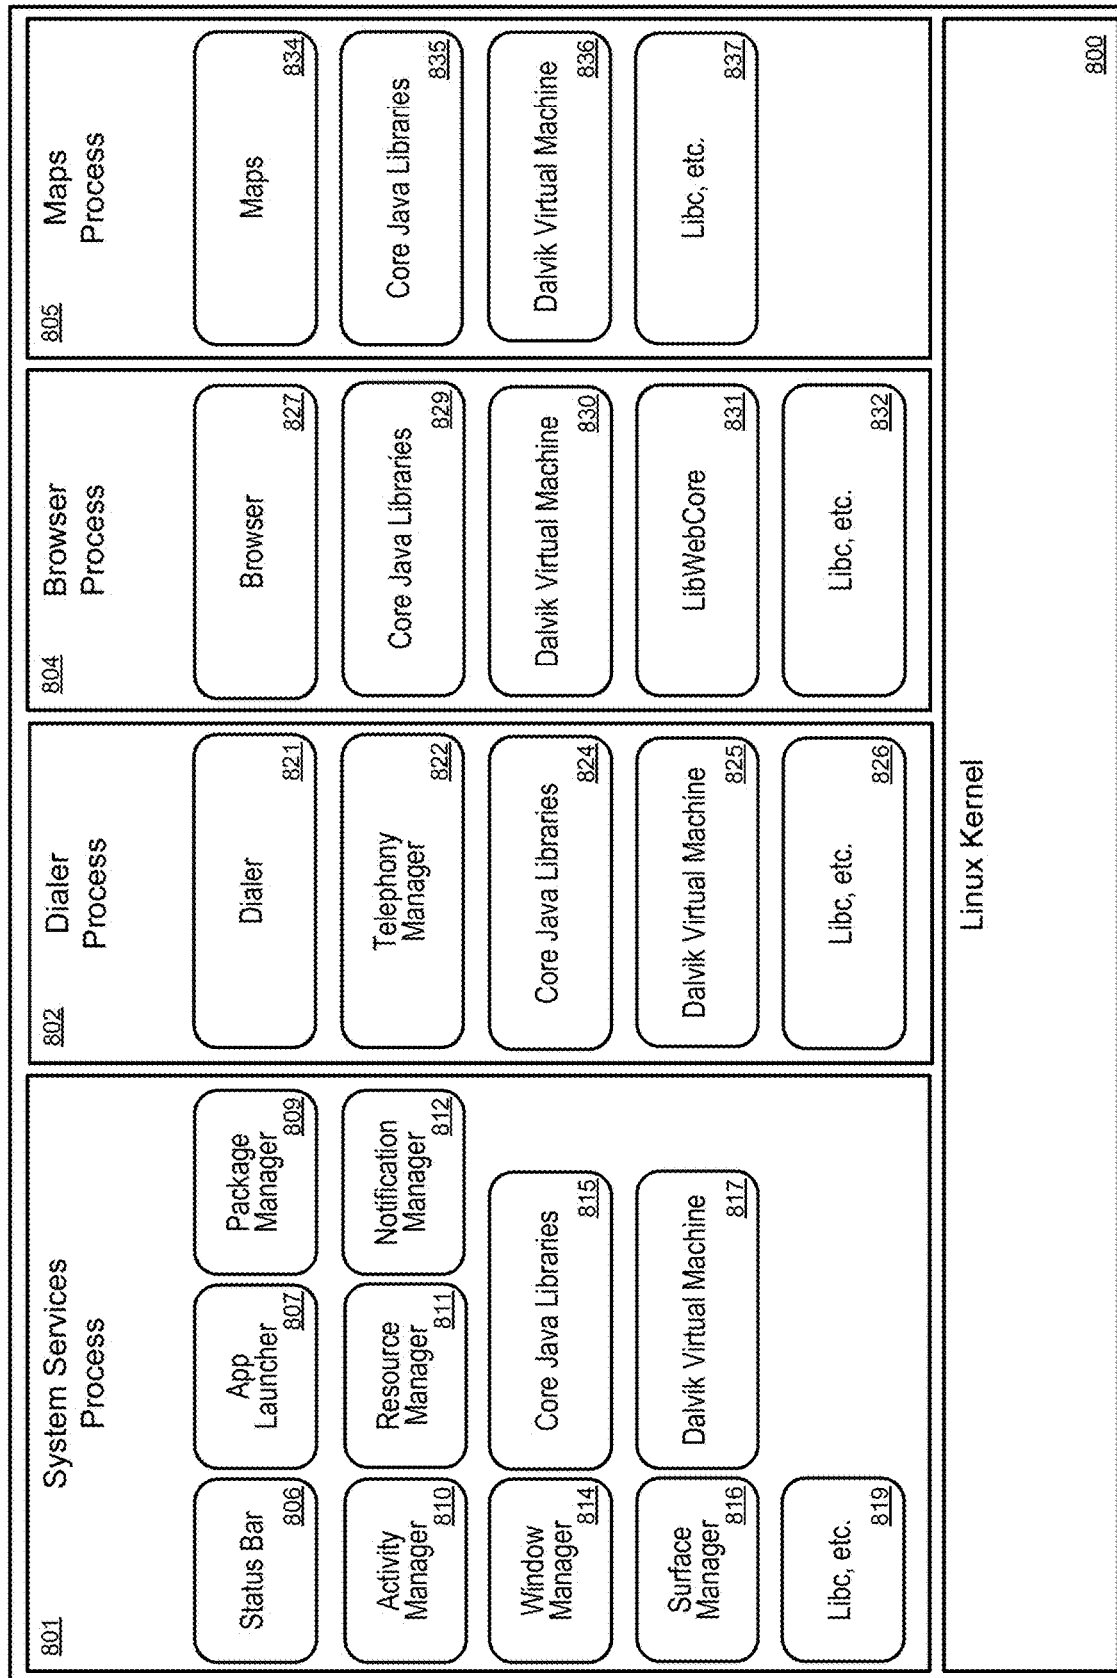 801
System Services
Process
Status Bar
806
App
Launcher
807
Package
Manager
809
Activity
Manager
810
Resource
Manager
811
Notification
Manager
812
Window
Manager
814
Core Java Libraries
815
Surface
Manager
816
Dalvik Virtual Machine
817
Libc, etc.
819
802
Dialer
Process
Dialer
821
Telephony
Manager
822
Core Java Libraries
824
Dalvik Virtual Machine
825
Libc, etc.
826
804
Browser
Process
Browser
827
Core Java Libraries
829
Dalvik Virtual Machine
830
LibWebCore
831
Libc, etc.
832
805
Maps
Process
Maps
834
Core Java Libraries
835
Dalvik Virtual Machine
836
Libc, etc.
837
Linux Kernel
800